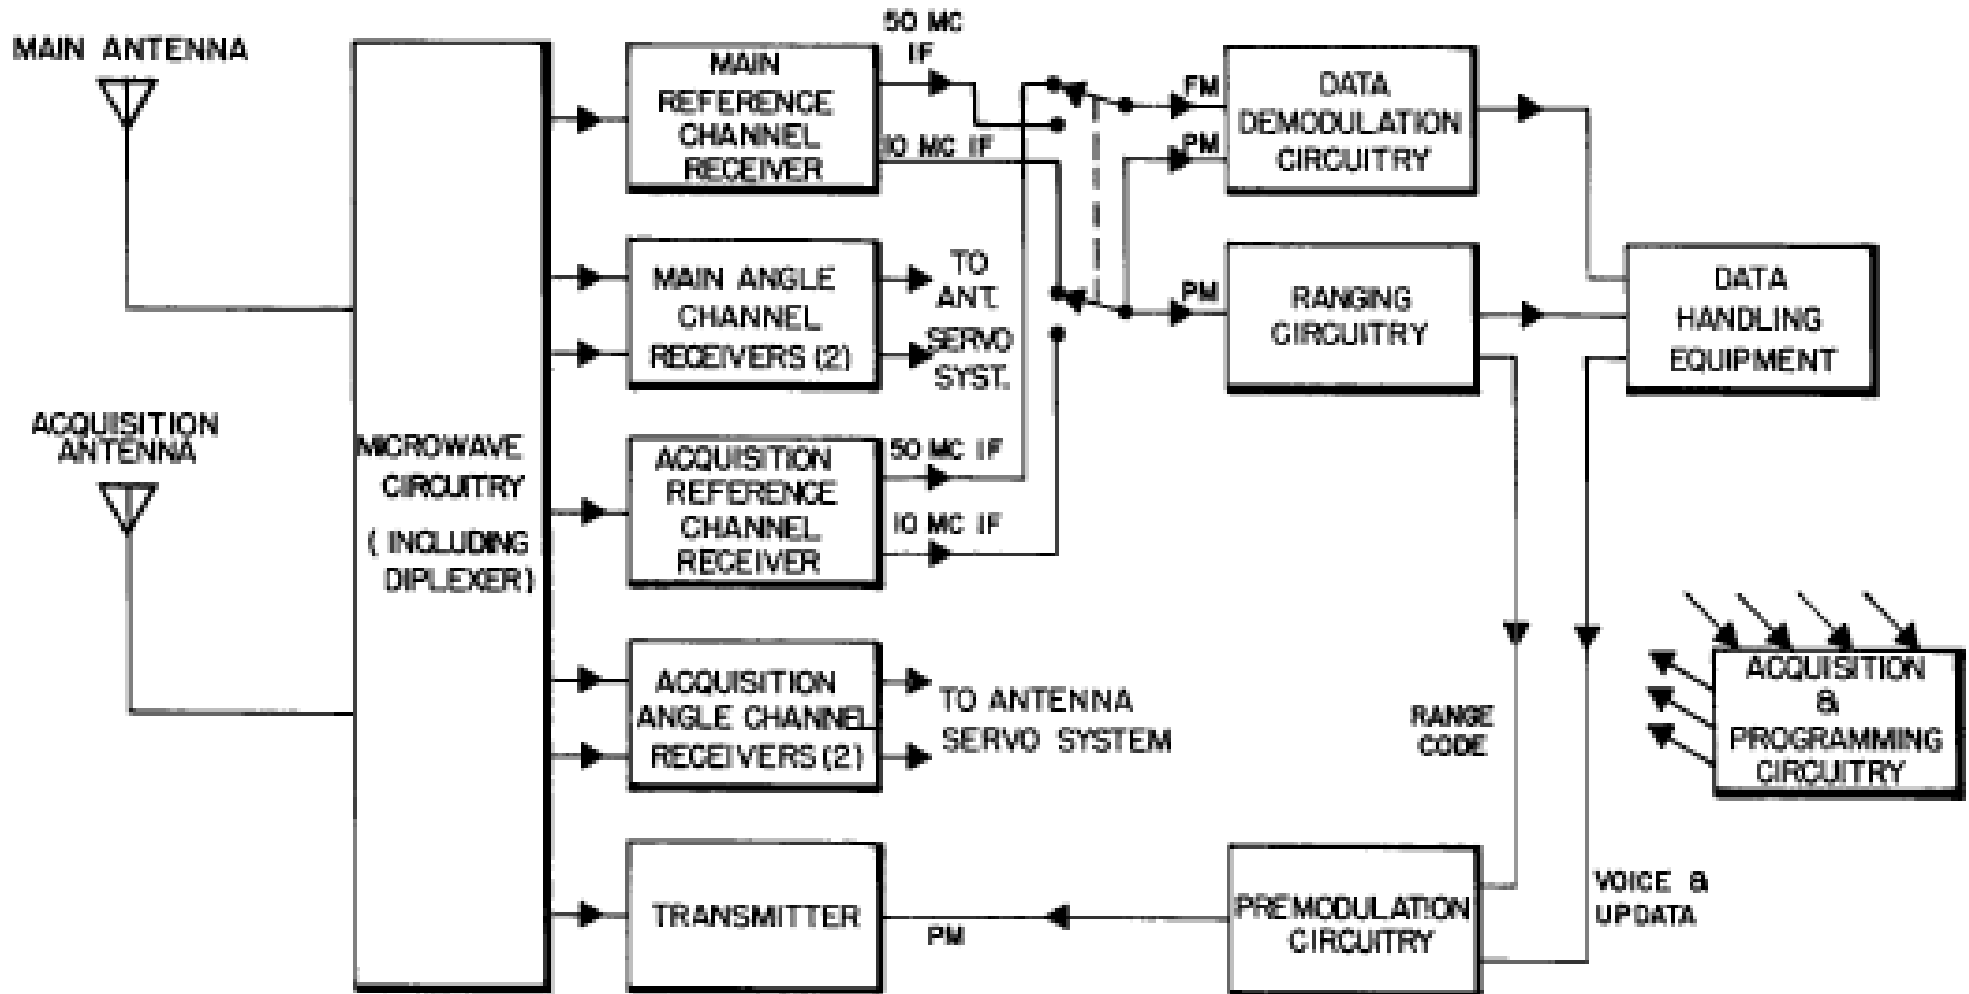 MAIN ANTENNA
ACQUISITION
ANTENNA
MICROWAVE
CIRCUITRY
( INCLUDING
DIPLEXER)
MAIN
REFERENCE
CHANNEL
RECEIVER
50 MC
IF
10 MC IF
MAIN ANGLE
CHANNEL
RECEIVERS (2)
TO
ANT.
SERVO
SYST.
ACQUISITION
REFERENCE
CHANNEL
RECEIVER
50 MC IF
10 MC IF
ACQUISITION
ANGLE CHANNEL
RECEIVERS (2)
TO ANTENNA
SERVO SYSTEM
TRANSMITTER
PM
FM
PM
DATA
DEMODULATION
CIRCUITRY
PM
RANGING
CIRCUITRY
DATA
HANDLING
EQUIPMENT
RANGE
CODE
ACQUISITION
&
PROGRAMMING
CIRCUITRY
PREMODULATION
CIRCUITRY
VOICE &
UPDATA